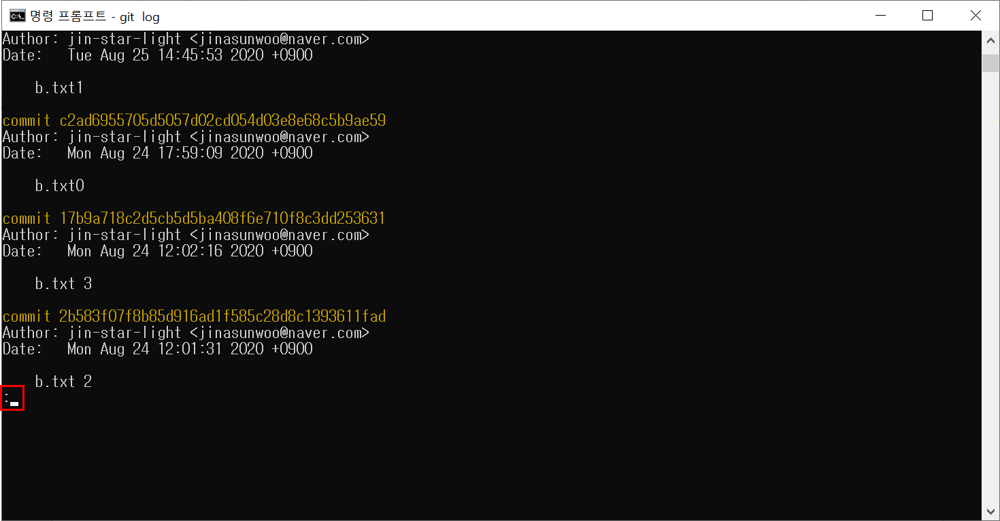 명령 프롬프트 - git  log
Author: jin-star-light <jinasunwoo@naver.com>
Date:   Tue Aug 25 14:45:53 2020 +0900
b.txt1
commit c2ad6955705d5057d02cd054d03e8e68c5b9ae59
Author: jin-star-light <jinasunwoo@naver.com>
Date:   Mon Aug 24 17:59:09 2020 +0900
b.txt0
commit 17b9a718c2d5cb5d5ba408f6e710f8c3dd253631
Author: jin-star-light <jinasunwoo@naver.com>
Date:   Mon Aug 24 12:02:16 2020 +0900
b.txt 3
commit 2b583f07f8b85d916ad1f585c28d8c1393611fad
Author: jin-star-light <jinasunwoo@naver.com>
Date:   Mon Aug 24 12:01:31 2020 +0900
b.txt 2
: